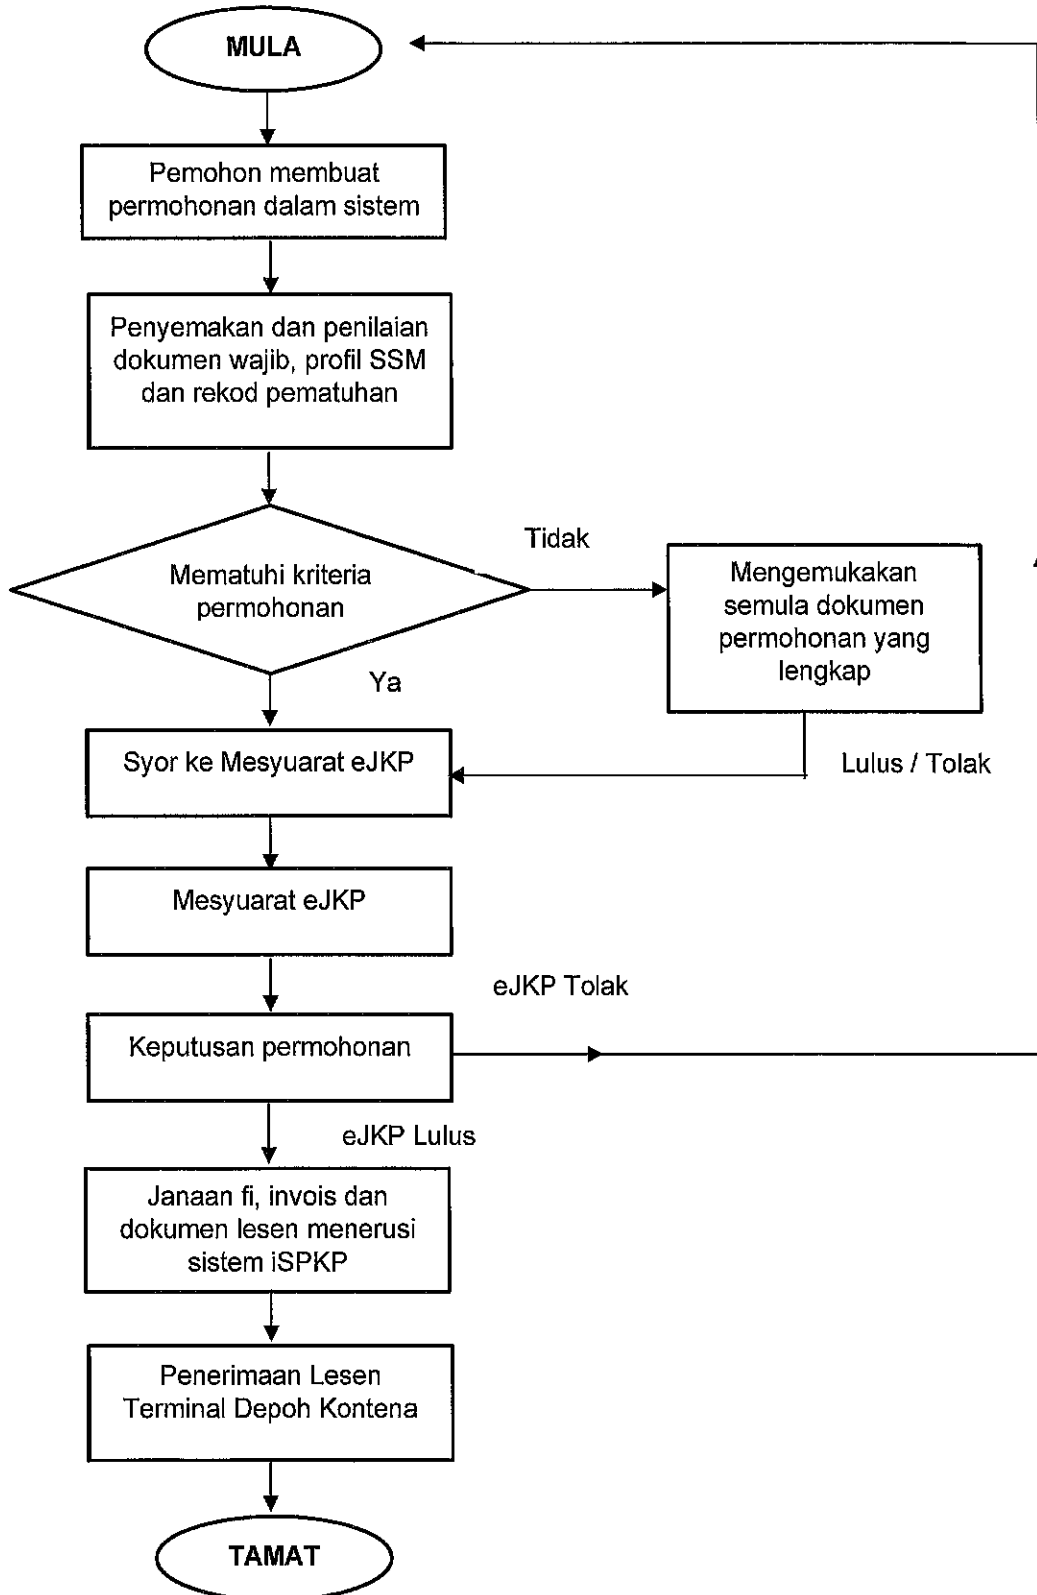 MULA
Pemohon membuat
permohonan dalam sistem
Penyemakan dan penilaian
dokumen wajib, profil SSM
dan rekod pematuhan
Mematuhi kriteria
permohonan
Tidak
Mengemukakan
semula dokumen
permohonan yang
lengkap
Ya
Syor ke Mesyuarat eJKP
Lulus / Tolak
Mesyuarat eJKP
eJKP Tolak
Keputusan permohonan
eJKP Lulus
Janaan fi, invois dan
dokumen lesen menerusi
sistem iSPKP
Penerimaan Lesen
Terminal Depoh Kontena
TAMAT